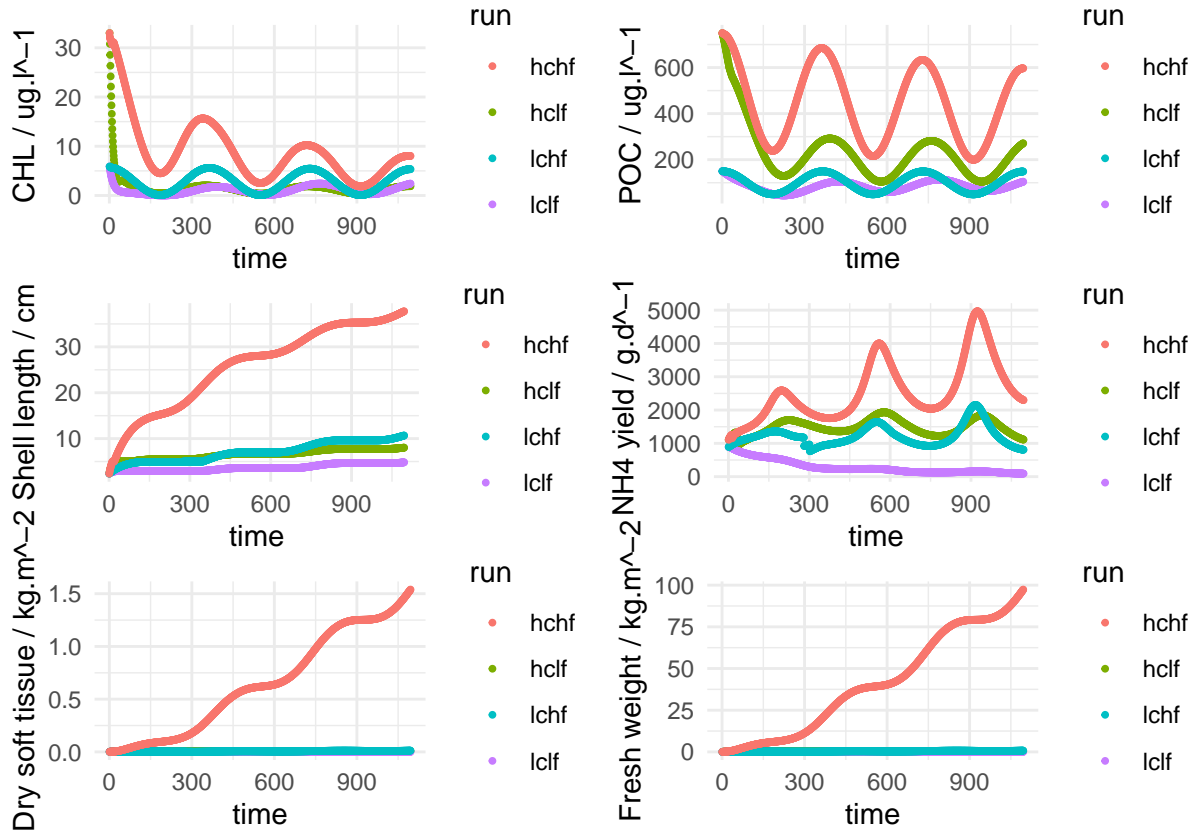 CHL / ug.l^−1
30
20
10
0
0 300 600 900
time
run
hchf
hclf
lchf
lclf
POC / ug.l^−1
600
400
200
0 300 600 900
time
run
hchf
hclf
lchf
lclf
Shell length / cm
30
20
10
0 300 600 900
time
run
hchf
hclf
lchf
lclf
NH4 yield / g.d^−1
5000
4000
3000
2000
1000
0
0 300 600 900
time
run
hchf
hclf
lchf
lclf
Dry soft tissue / kg.m^−2
1.5
1.0
0.5
0.0
0 300 600 900
time
run
hchf
hclf
lchf
lclf
Fresh weight / kg.m^−2
100
75
50
25
0
0 300 600 900
time
run
hchf
hclf
lchf
lclf